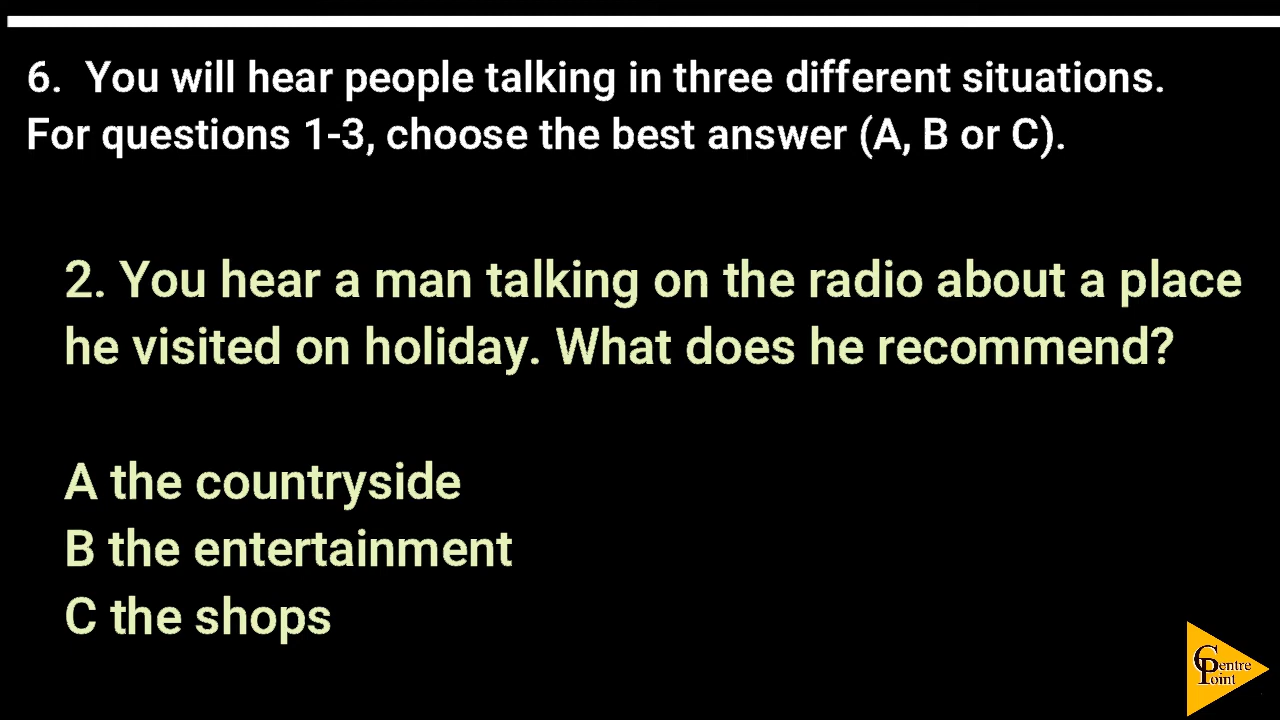 6. You will hear people talking in three different situations.
For questions 1-3, choose the best answer (A, B or C).
2. You hear a man talking on the radio about a place
he visited on holiday. What does he recommend?
A the countryside
B the entertainment
C the shops
Centre
Point